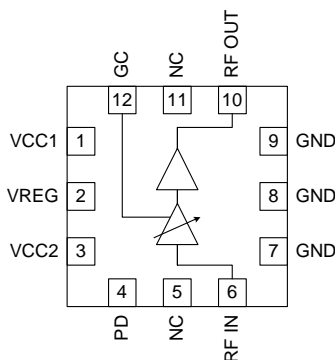 GC
NC
RF OUT
12
11
10
VCC1
1
9
GND
VREG
2
8
GND
VCC2
3
7
GND
4
5
6
PD
NC
RF IN